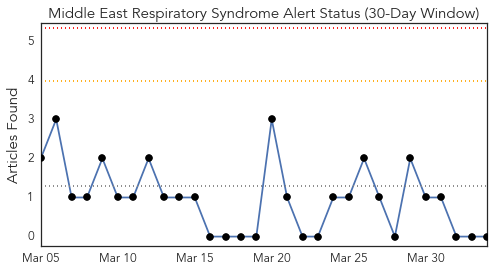 Middle East Respiratory Syndrome Alert Status (30-Day Window)
Articles Found
5
4
3
2
1
0
Mar 05 Mar 10 Mar 15 Mar 20 Mar 25 Mar 30